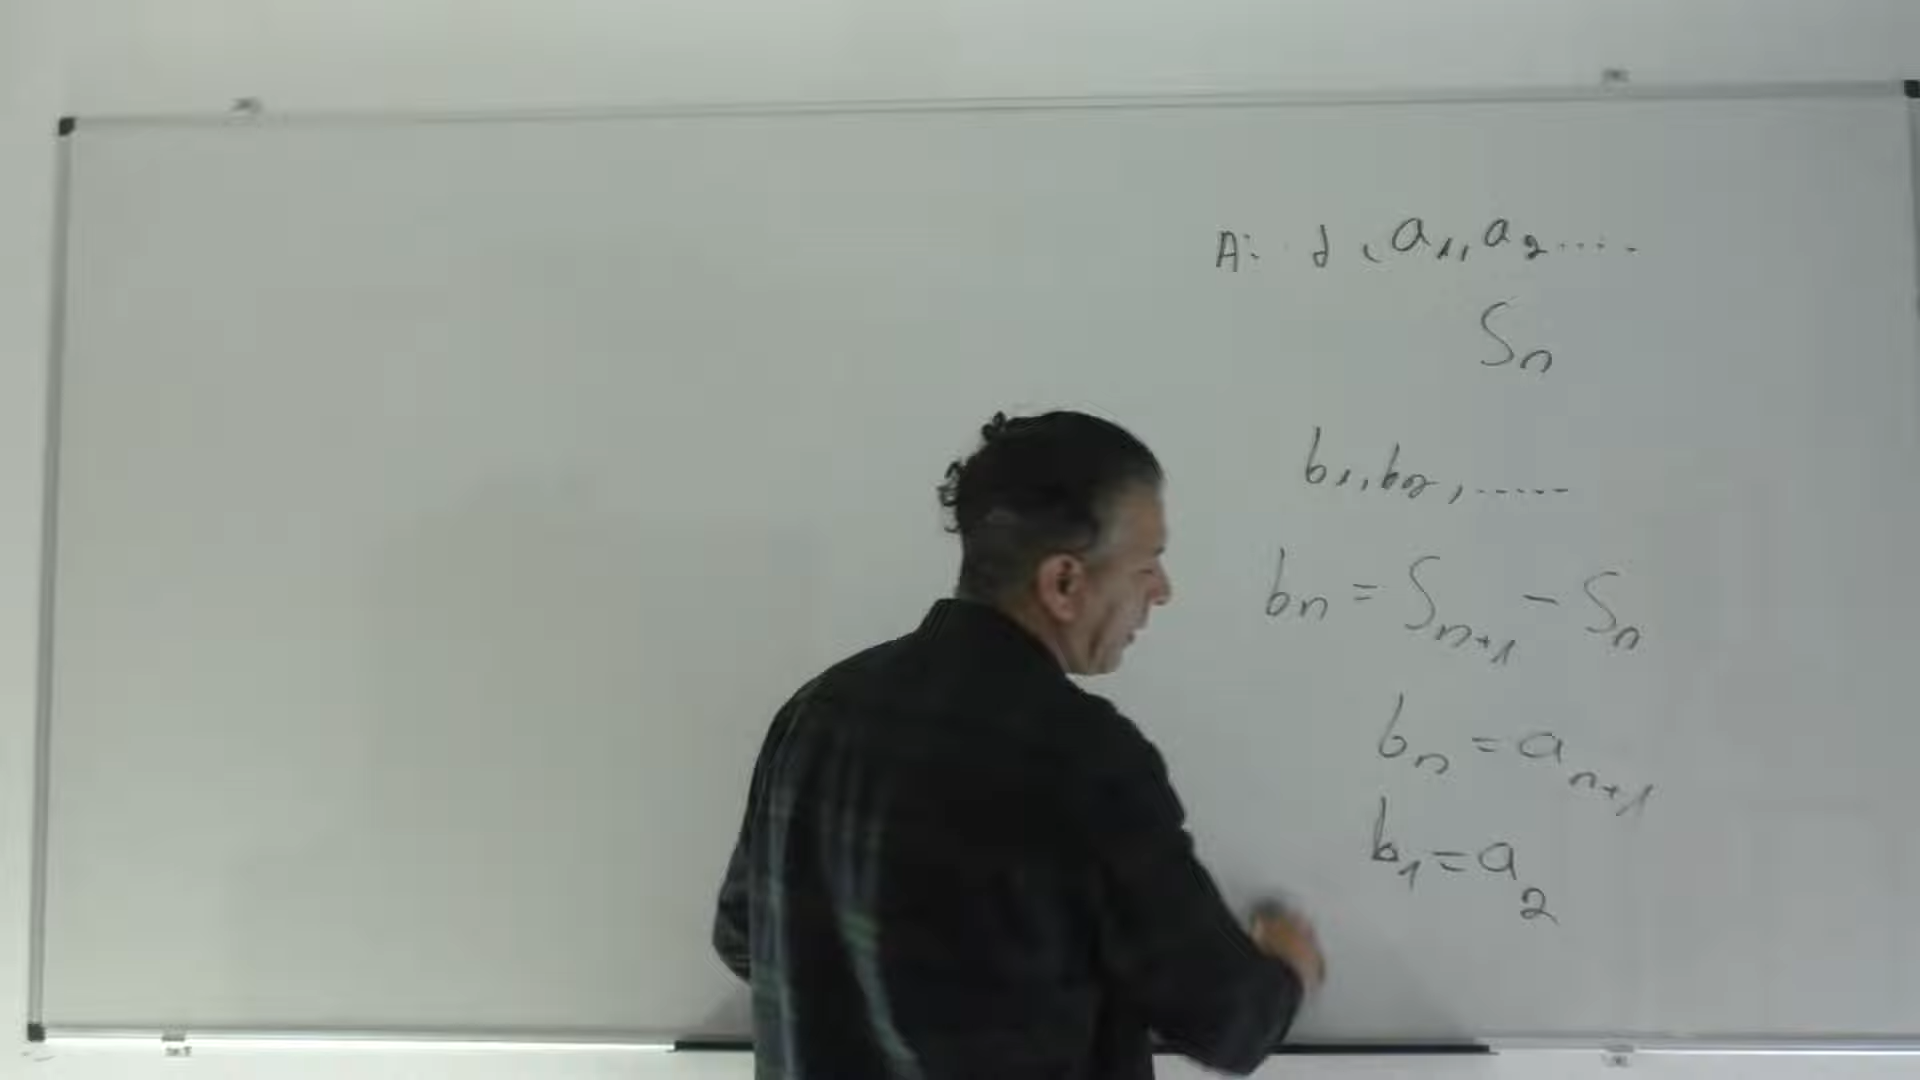 A: d, a₁, a₂.....
Sₙ
b₁, b₂, ......
bₙ = Sₙ₊₁ - Sₙ
bₙ = aₙ₊₁
b₁ = a₂